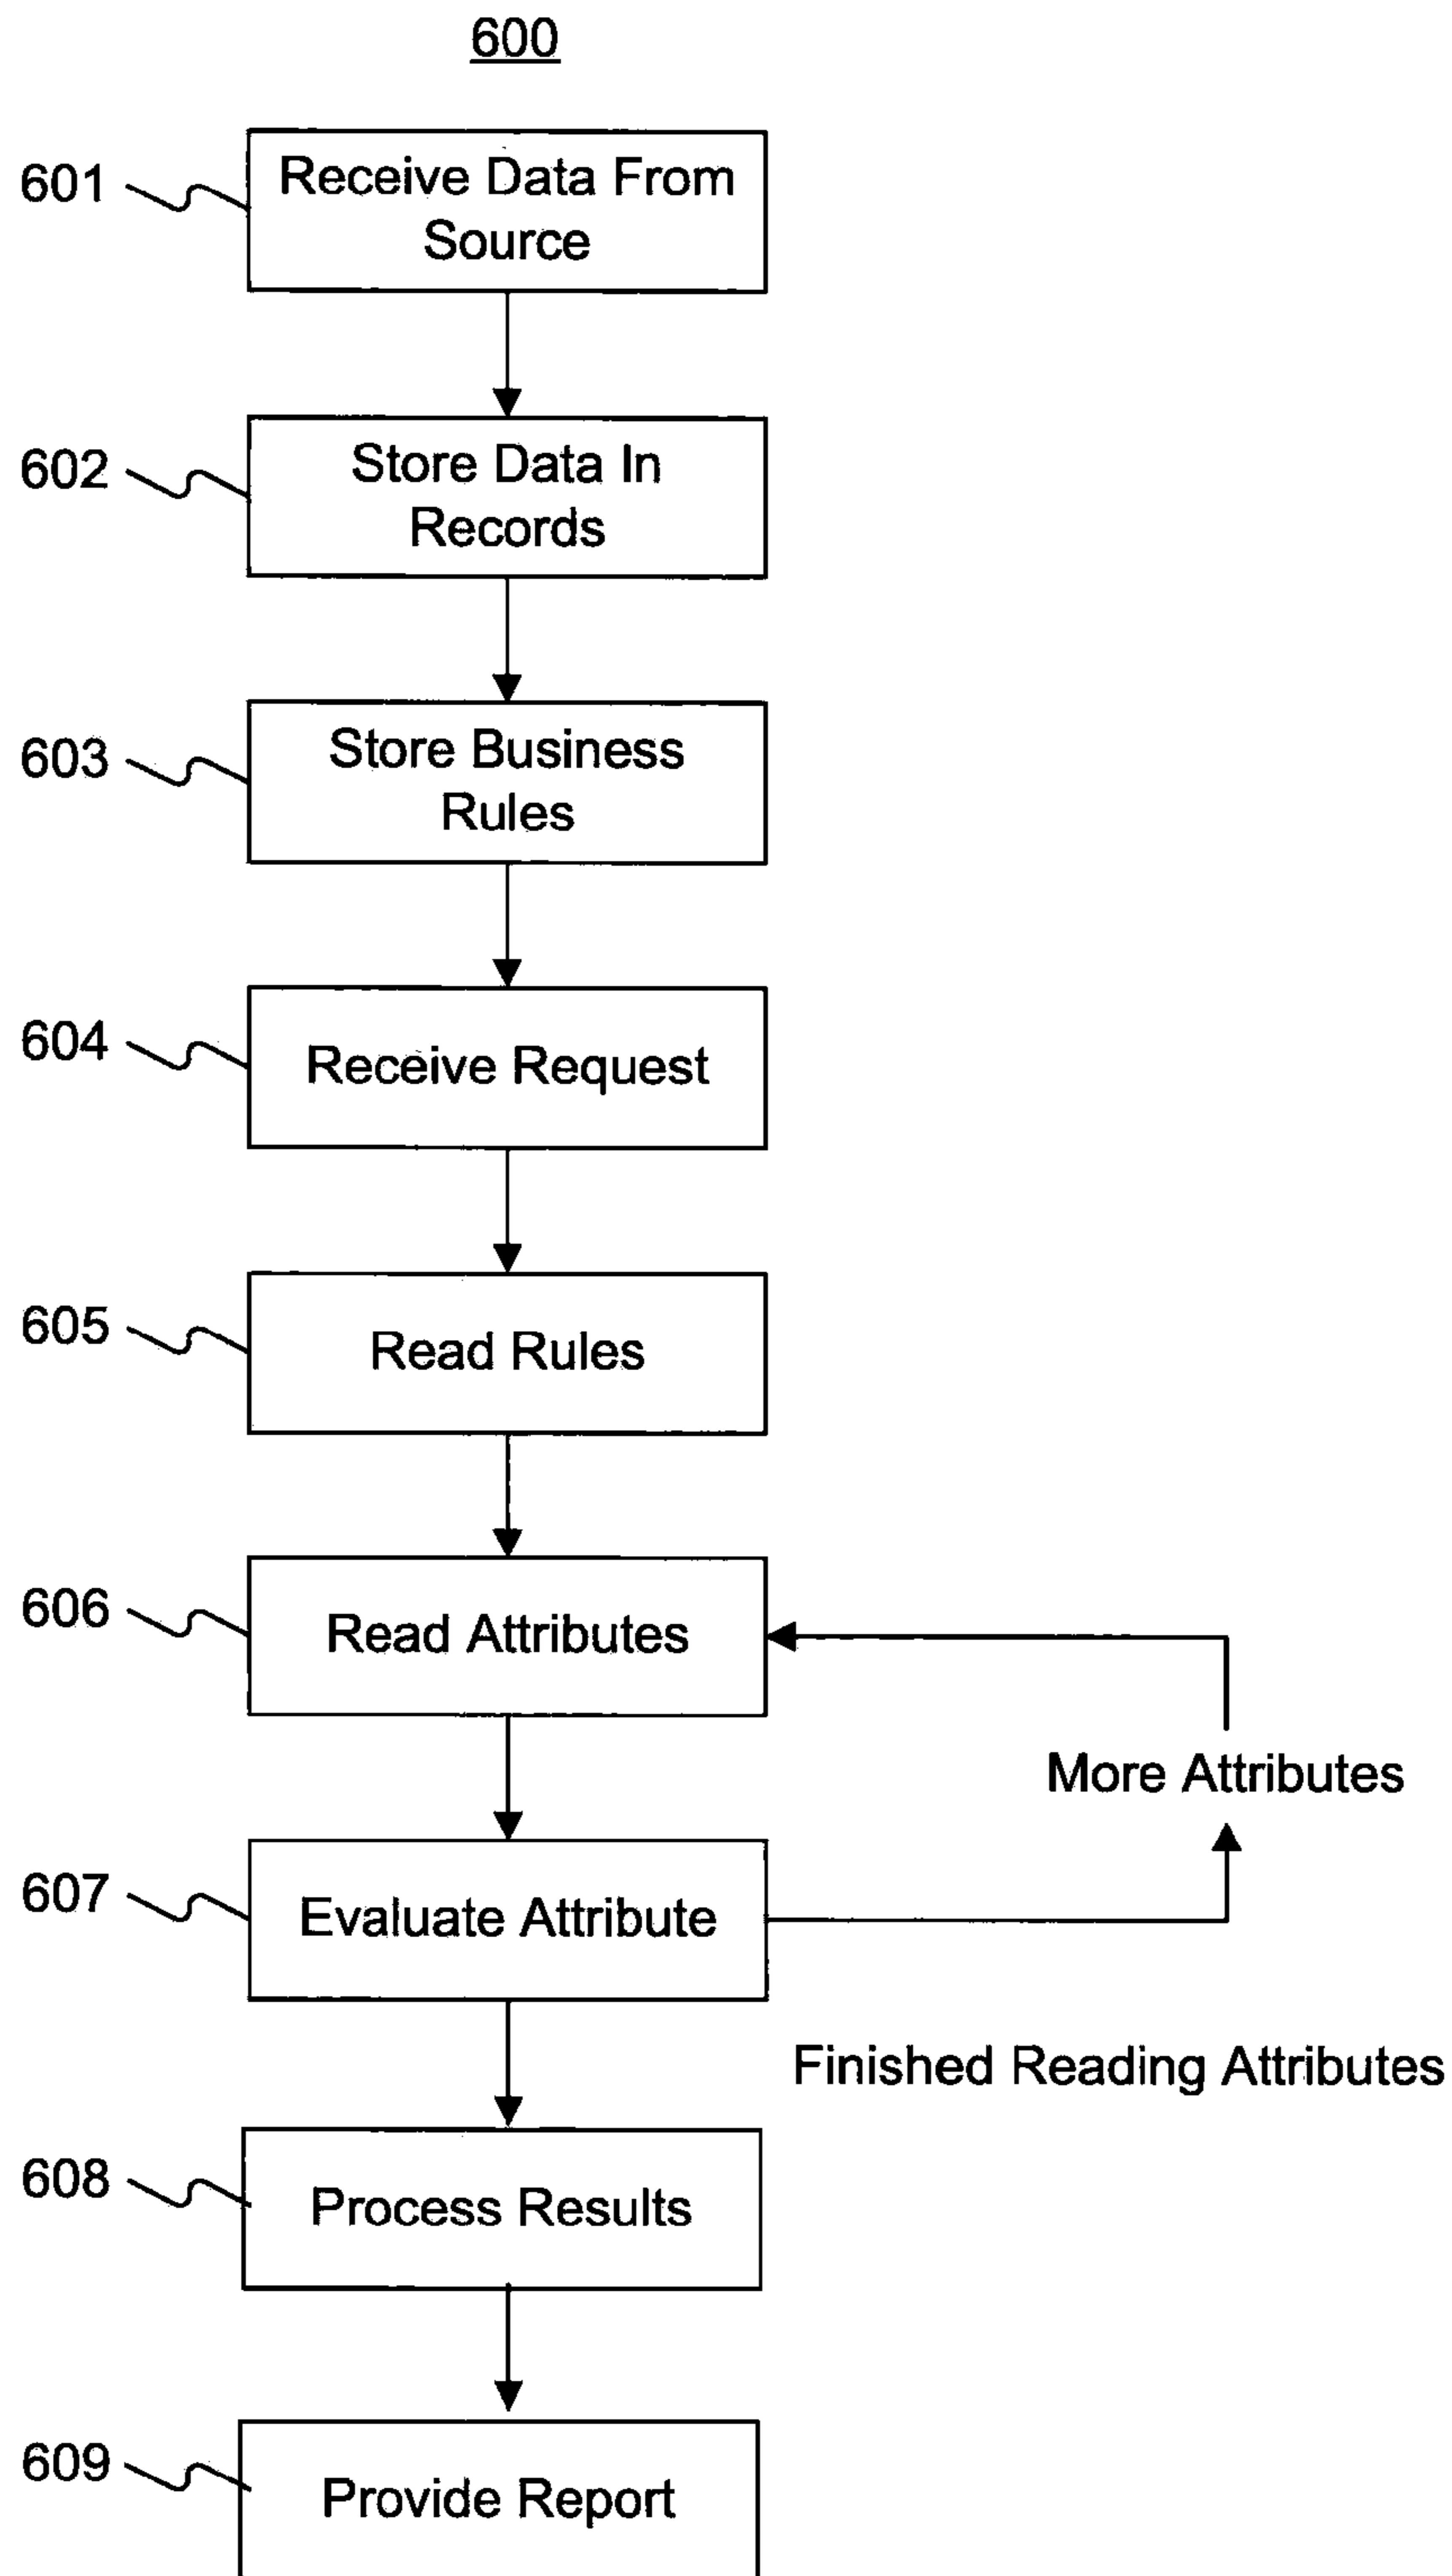 600
601
Receive Data From
Source
602
Store Data In
Records
603
Store Business
Rules
604
Receive Request
605
Read Rules
606
Read Attributes
More Attributes
607
Evaluate Attribute
Finished Reading Attributes
608
Process Results
609
Provide Report